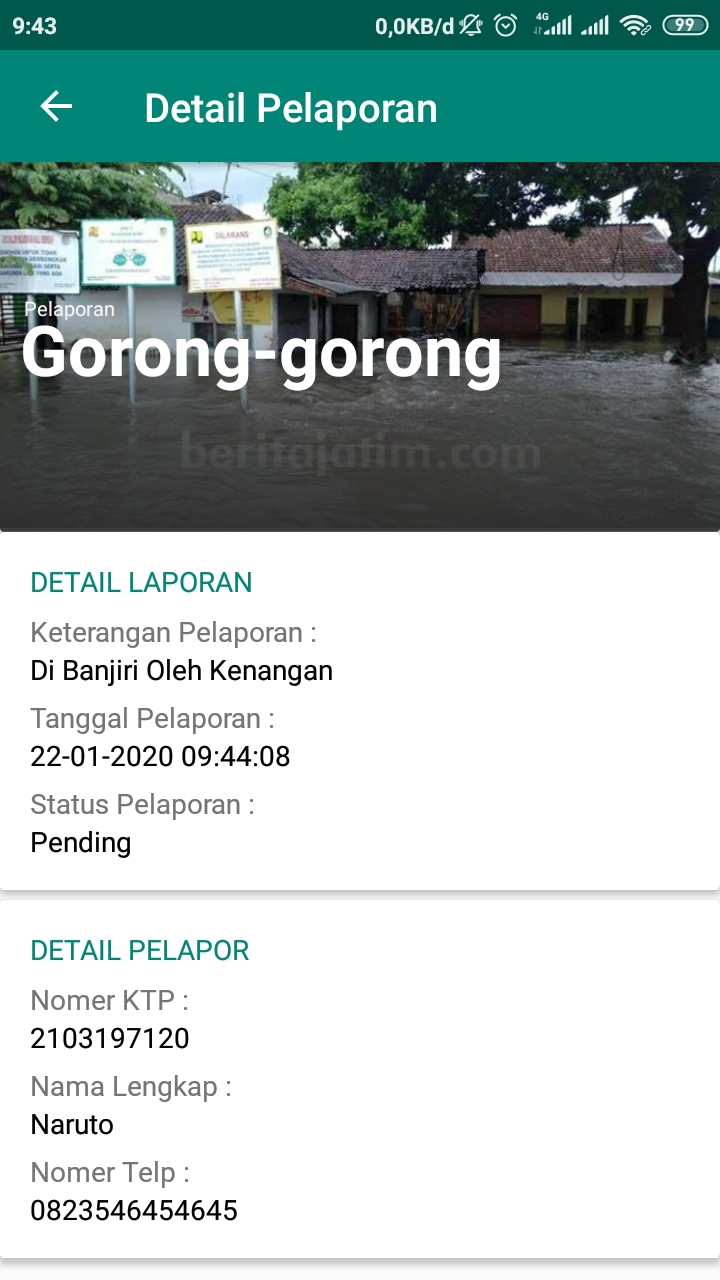 9:43
0,0KB/d
4G
99
Detail Pelaporan
DILARANG
Pelaporan
Gorong-gorong
beritajatim.com
DETAIL LAPORAN
Keterangan Pelaporan :
Di Banjiri Oleh Kenangan
Tanggal Pelaporan :
22-01-2020 09:44:08
Status Pelaporan :
Pending
DETAIL PELAPOR
Nomer KTP :
2103197120
Nama Lengkap :
Naruto
Nomer Telp :
0823546454645